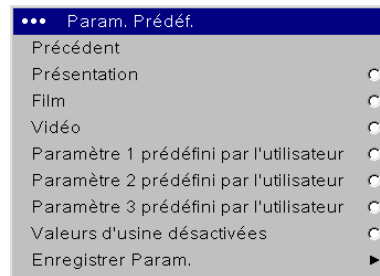 ••• Param. Prédéf.
Précédent
Présentation
Film
Vidéo
Paramètre 1 prédéfini par l'utilisateur
Paramètre 2 prédéfini par l'utilisateur
Paramètre 3 prédéfini par l'utilisateur
Valeurs d'usine désactivées
Enregistrer Param.